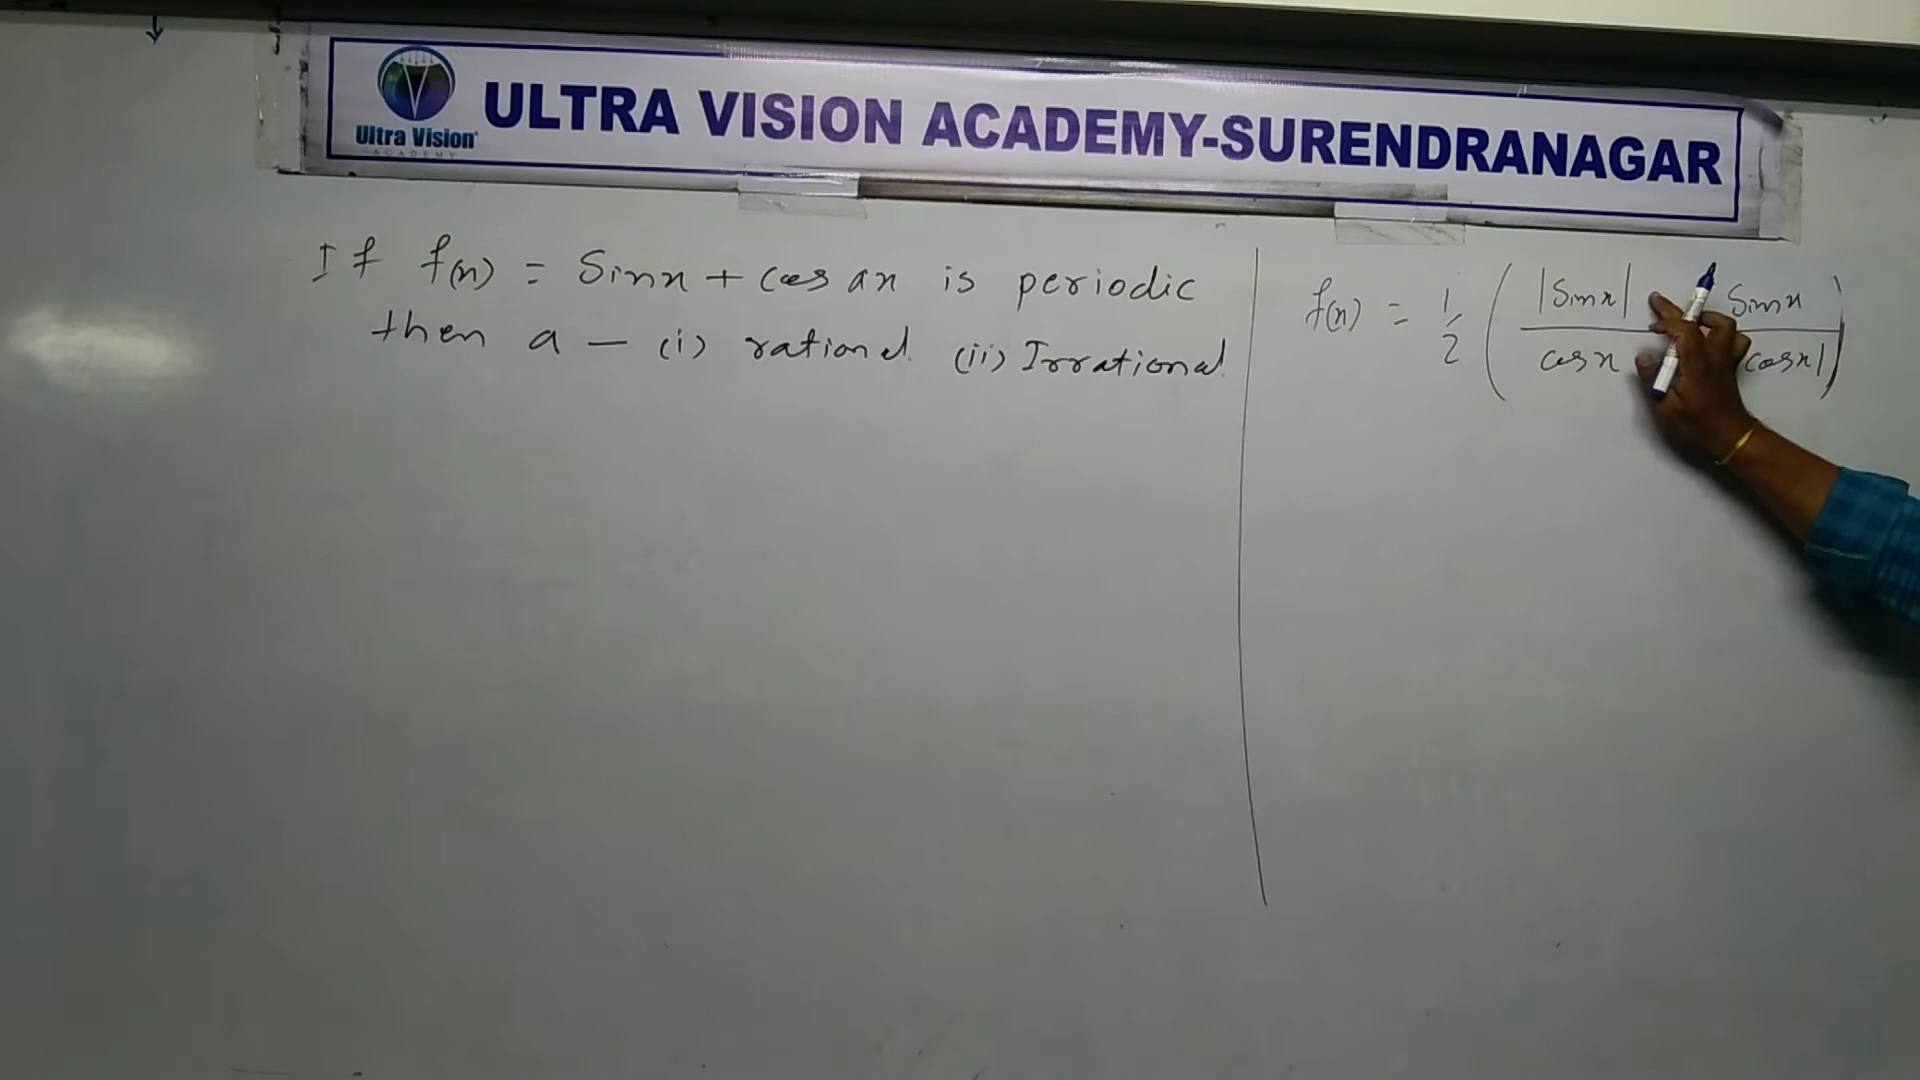 Ultra Vision
ACADEMY
ULTRA VISION ACADEMY-SURENDRANAGAR
If f(x) = Sinx + cos ax is periodic
then a — (i) rational (ii) Irrational
f(x) = 1/2 ( |Sinx| / cosx Sinx / cosx| )